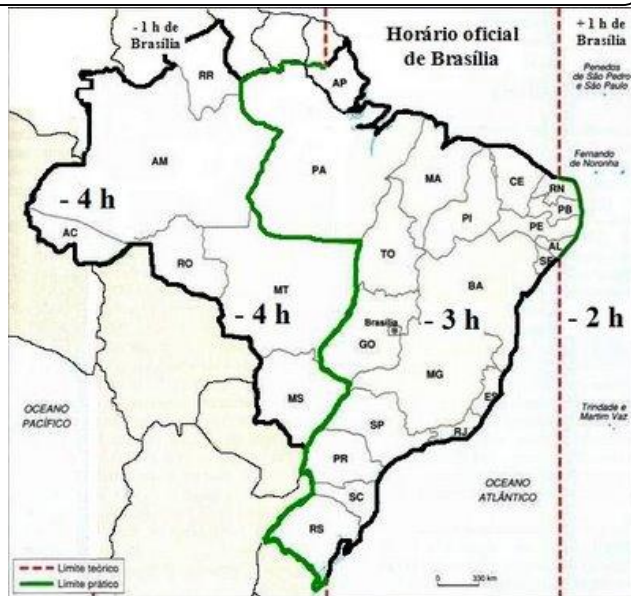 - 1 h de
Brasília
Horário oficial
de Brasília
+ 1 h de
Brasília
Penedos
de São Pedro
e São Paulo
Fernando
de Noronha
RR
AP
AM
PA
MA
CE
RN
PB
PE
AL
SE
PI
- 4 h
AC
RO
TO
BA
MT
- 4 h
Brasília
GO
- 3 h
- 2 h
MG
ES
MS
SP
RJ
Trindade e
Martim Vaz
OCEANO
PACÍFICO
PR
SC
OCEANO
ATLÂNTICO
RS
Limite teórico
Limite prático
0
330 km